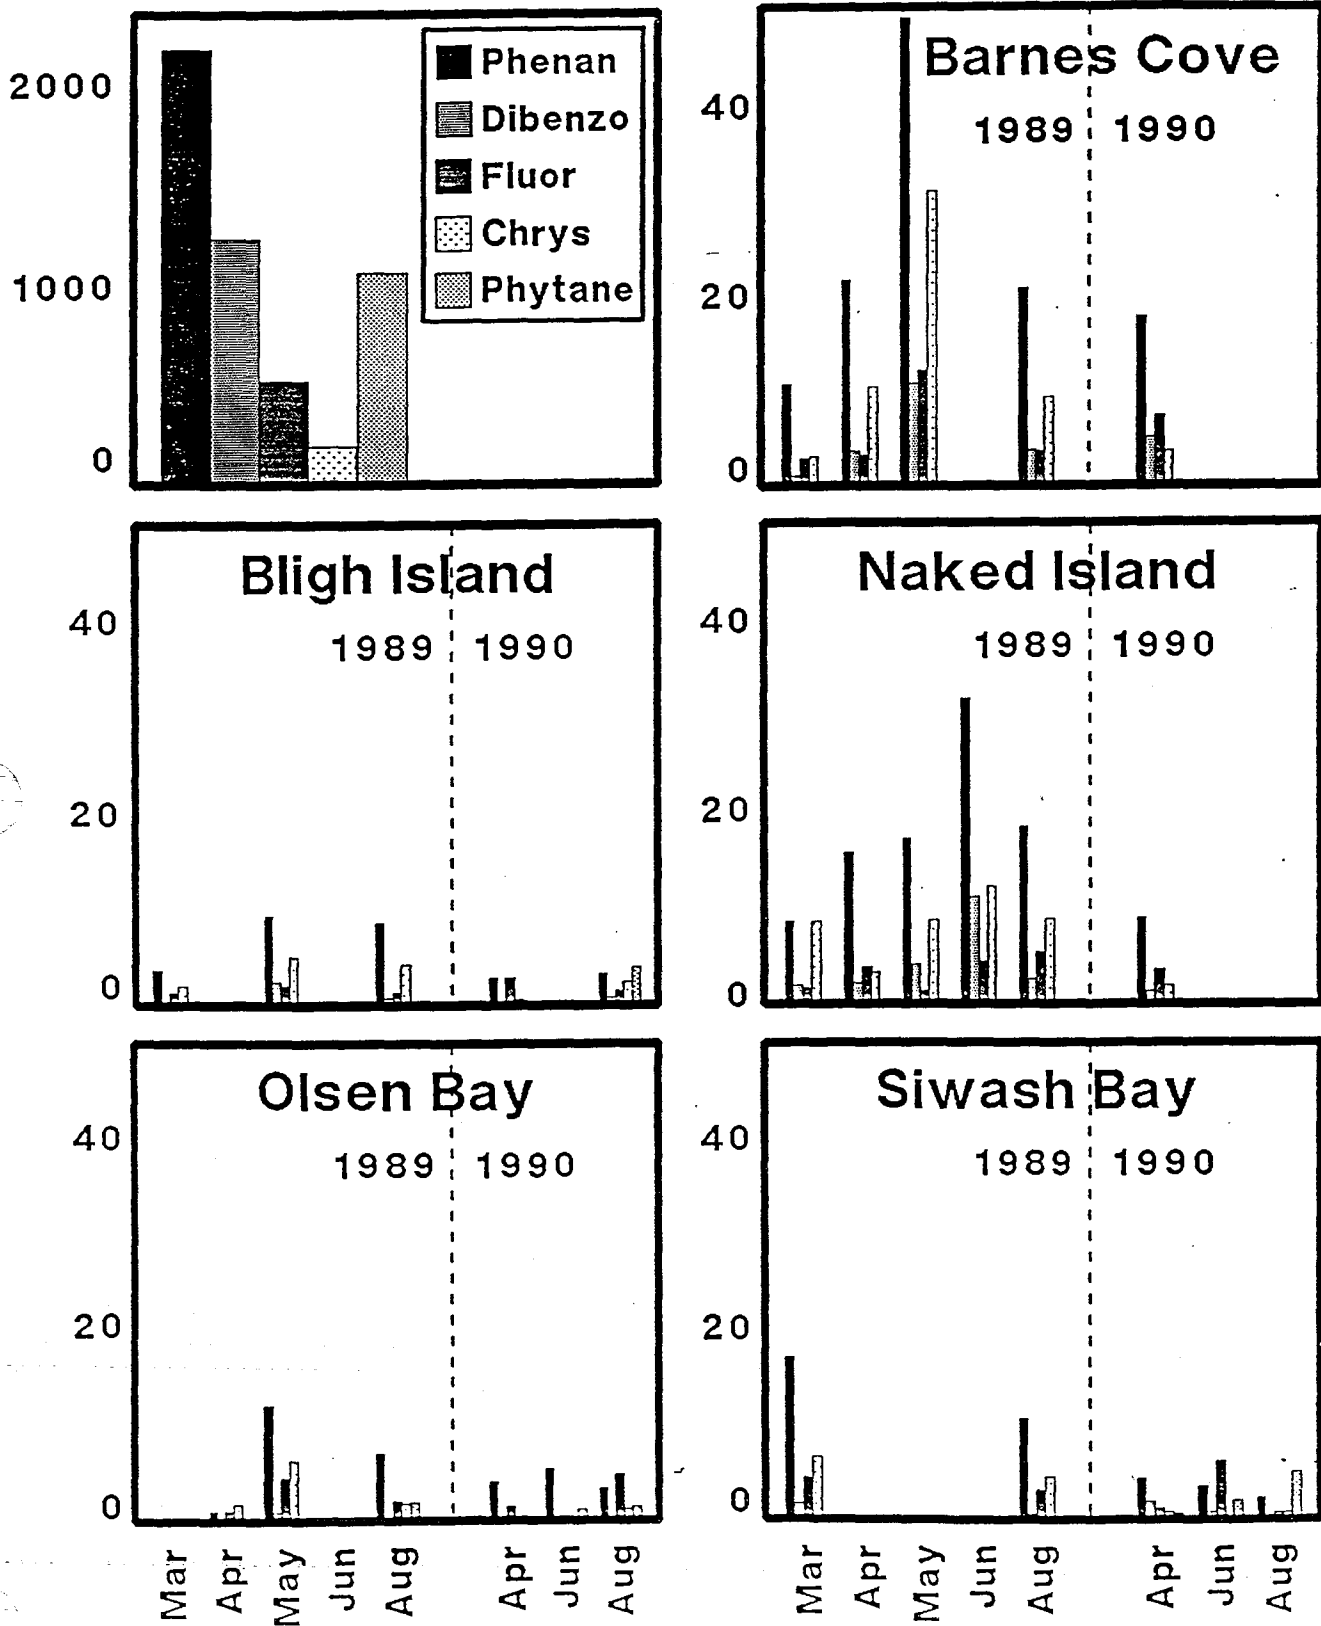 2000
1000
0
Phenan
Dibenzo
Fluor
Chrys
Phytane
Barnes Cove
1989 1990
40
20
0
Bligh Island
1989 1990
40
20
0
Naked Island
1989 1990
40
20
0
Olsen Bay
1989 1990
40
20
0
Mar Apr May Jun Aug Apr Jun Aug
Siwash Bay
1989 1990
40
20
0
Mar Apr May Jun Aug Apr Jun Aug